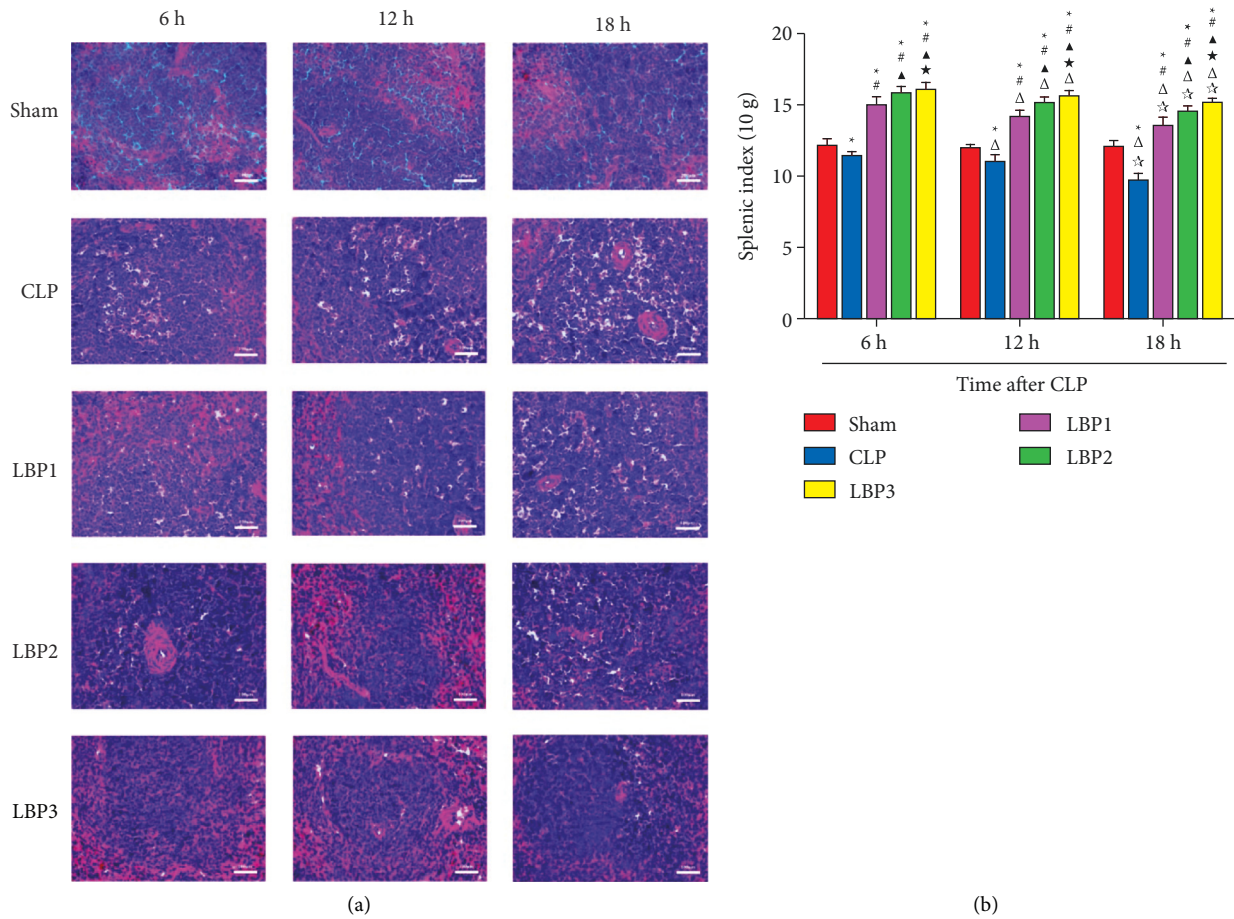 6 h 12 h 18 h
Sham
CLP
LBP1
LBP2
LBP3
(a)
* # ▲ ★
* # ▲
* #
*
* # ▲ ★ Δ
* # ▲ Δ
* # Δ
* Δ
* # ▲ ★ Δ ☆
* # ▲ Δ ☆
* # Δ ☆
* Δ ☆
Splenic index (10 g)
20
15
10
5
0
6 h 12 h 18 h
Time after CLP
Sham LBP1
CLP LBP2
LBP3
(b)